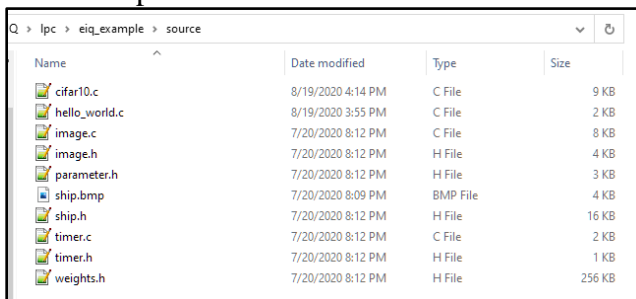 Q > lpc > eiq_example > source
Name Date modified Type Size
cifar10.c 8/19/2020 4:14 PM C File 9 KB
hello_world.c 8/19/2020 3:55 PM C File 2 KB
image.c 7/20/2020 8:12 PM C File 8 KB
image.h 7/20/2020 8:12 PM H File 4 KB
parameter.h 7/20/2020 8:12 PM H File 3 KB
ship.bmp 7/20/2020 8:09 PM BMP File 4 KB
ship.h 7/20/2020 8:12 PM H File 16 KB
timer.c 7/20/2020 8:12 PM C File 2 KB
timer.h 7/20/2020 8:12 PM H File 1 KB
weights.h 7/20/2020 8:12 PM H File 256 KB